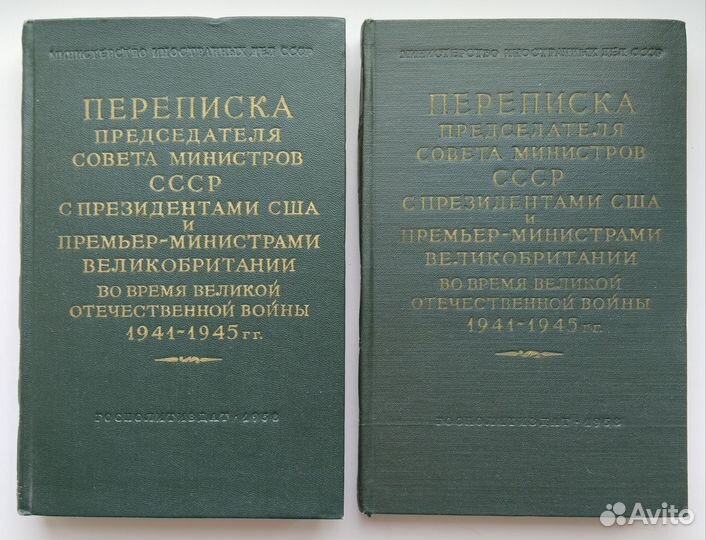 МИНИСТЕРСТВО ИНОСТРАННЫХ ДЕЛ СССР
ПЕРЕПИСКА
ПРЕДСЕДАТЕЛЯ
СОВЕТА МИНИСТРОВ
СССР
С ПРЕЗИДЕНТАМИ США
И
ПРЕМЬЕР-МИНИСТРАМИ
ВЕЛИКОБРИТАНИИ
ВО ВРЕМЯ ВЕЛИКОЙ
ОТЕЧЕСТВЕННОЙ ВОЙНЫ
1941-1945 гг.
ГОСПОЛИТИЗДАТ · 1958
МИНИСТЕРСТВО ИНОСТРАННЫХ ДЕЛ СССР
ПЕРЕПИСКА
ПРЕДСЕДАТЕЛЯ
СОВЕТА МИНИСТРОВ
СССР
С ПРЕЗИДЕНТАМИ США
И
ПРЕМЬЕР-МИНИСТРАМИ
ВЕЛИКОБРИТАНИИ
ВО ВРЕМЯ ВЕЛИКОЙ
ОТЕЧЕСТВЕННОЙ ВОЙНЫ
1941-1945 гг.
ГОСПОЛИТИЗДАТ · 1958
Avito